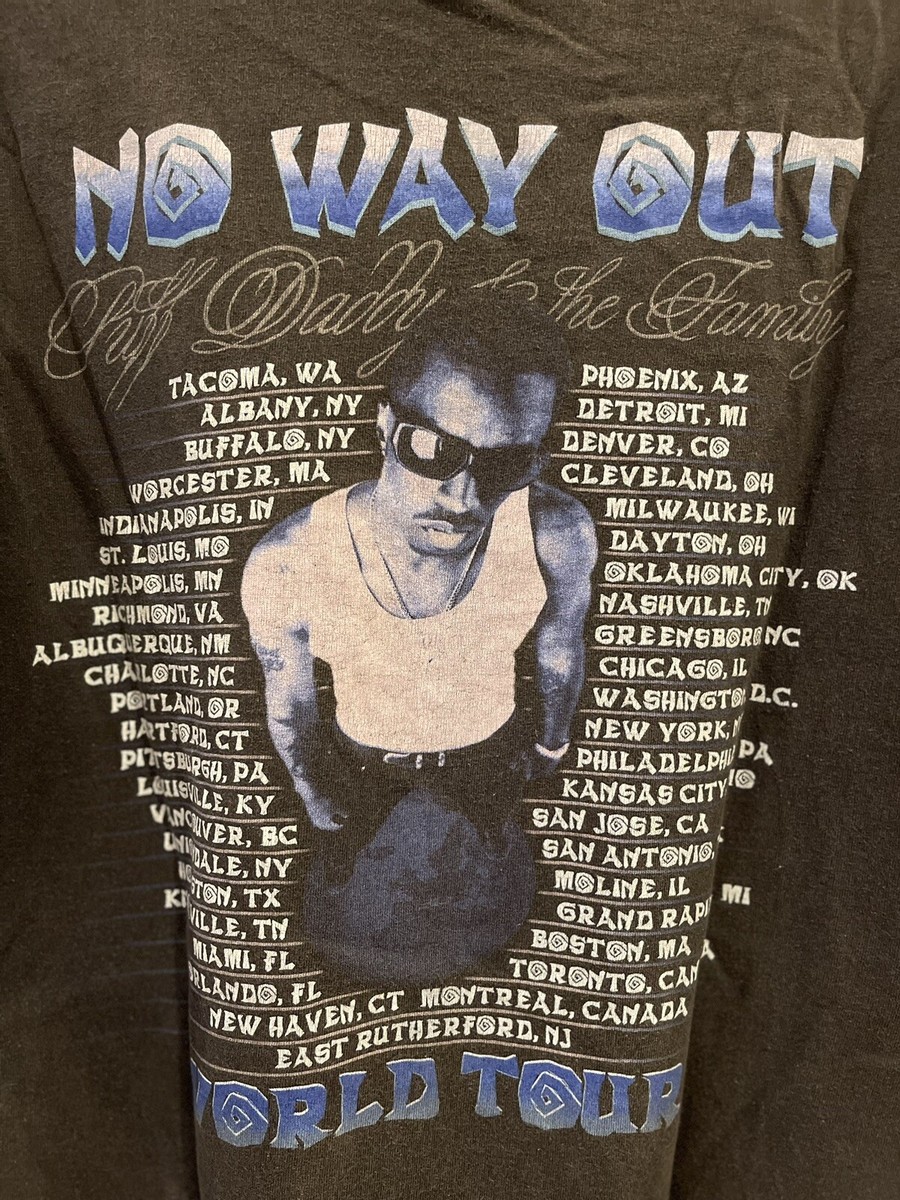 NO WAY OUT
Puff Daddy & the Family
TACOMA, WA
ALBANY, NY
BUFFALO, NY
WORCESTER, MA
INDIANAPOLIS, IN
ST. LOUIS, MO
MINNEAPOLIS, MN
RICHMOND, VA
ALBUQUERQUE, NM
CHARLOTTE, NC
PORTLAND, OR
HARTFORD, CT
PITTSBURGH, PA
LOUISVILLE, KY
VANCOUVER, BC
NY
TX
TN
MIAMI, FL
ORLANDO, FL
NEW HAVEN, CT
PHOENIX, AZ
DETROIT, MI
DENVER, CO
CLEVELAND, OH
MILWAUKEE, WI
DAYTON, OH
OKLAHOMA CITY, OK
NASHVILLE, TN
GREENSBORO NC
CHICAGO, IL
WASHINGTON D.C.
NEW YORK,
PHILADELPHIA PA
KANSAS CITY
SAN JOSE, CA
SAN ANTONIO,
MOLINE, IL
GRAND MI
BOSTON, MA
TORONTO,
MONTREAL, CANADA
EAST RUTHERFORD, NJ
WORLD TOUR